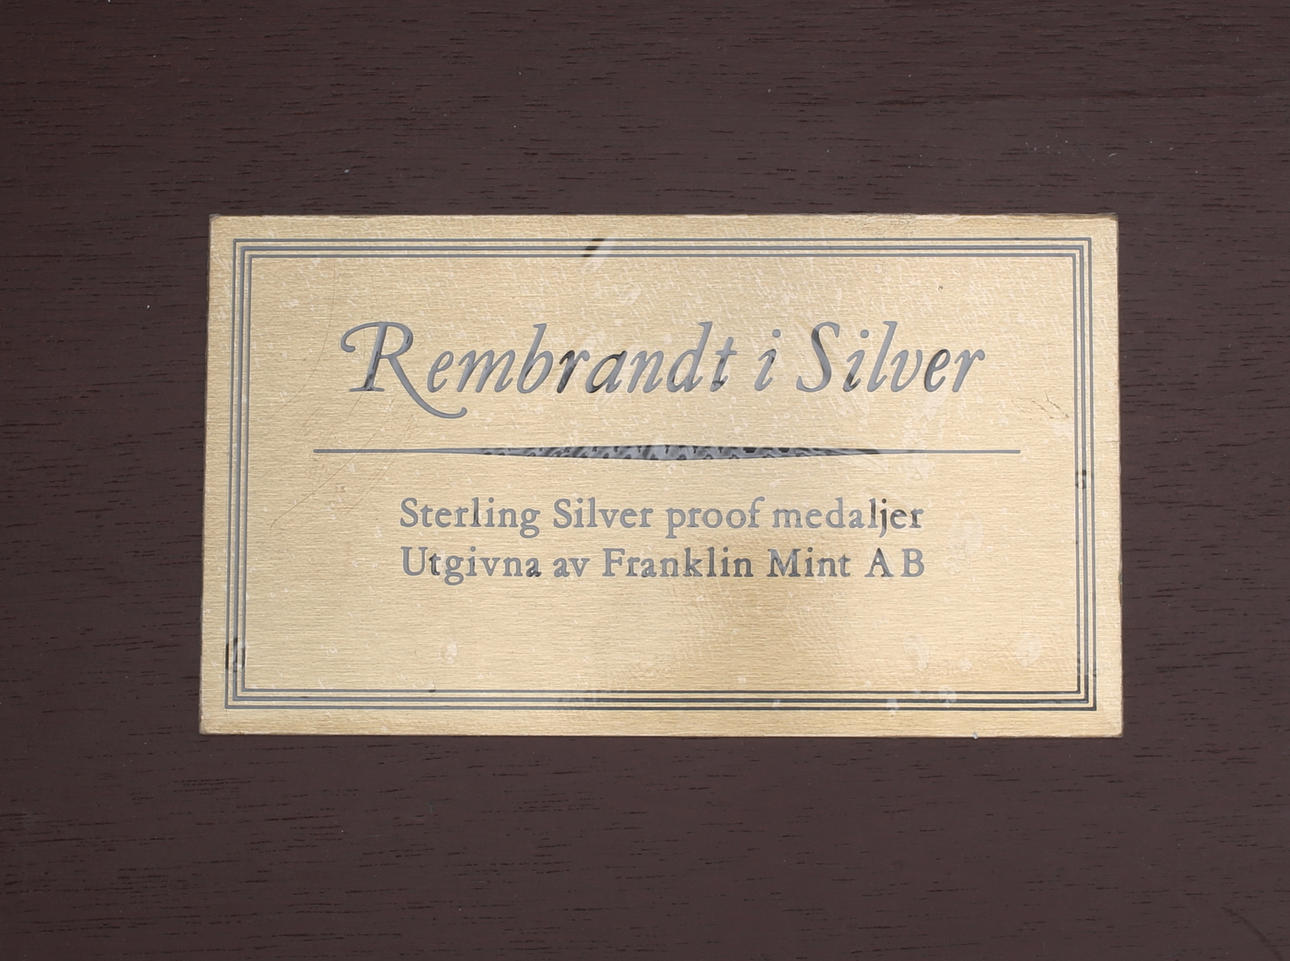 Rembrandt i Silver
Sterling Silver proof medaljer
Utgivna av Franklin Mint AB